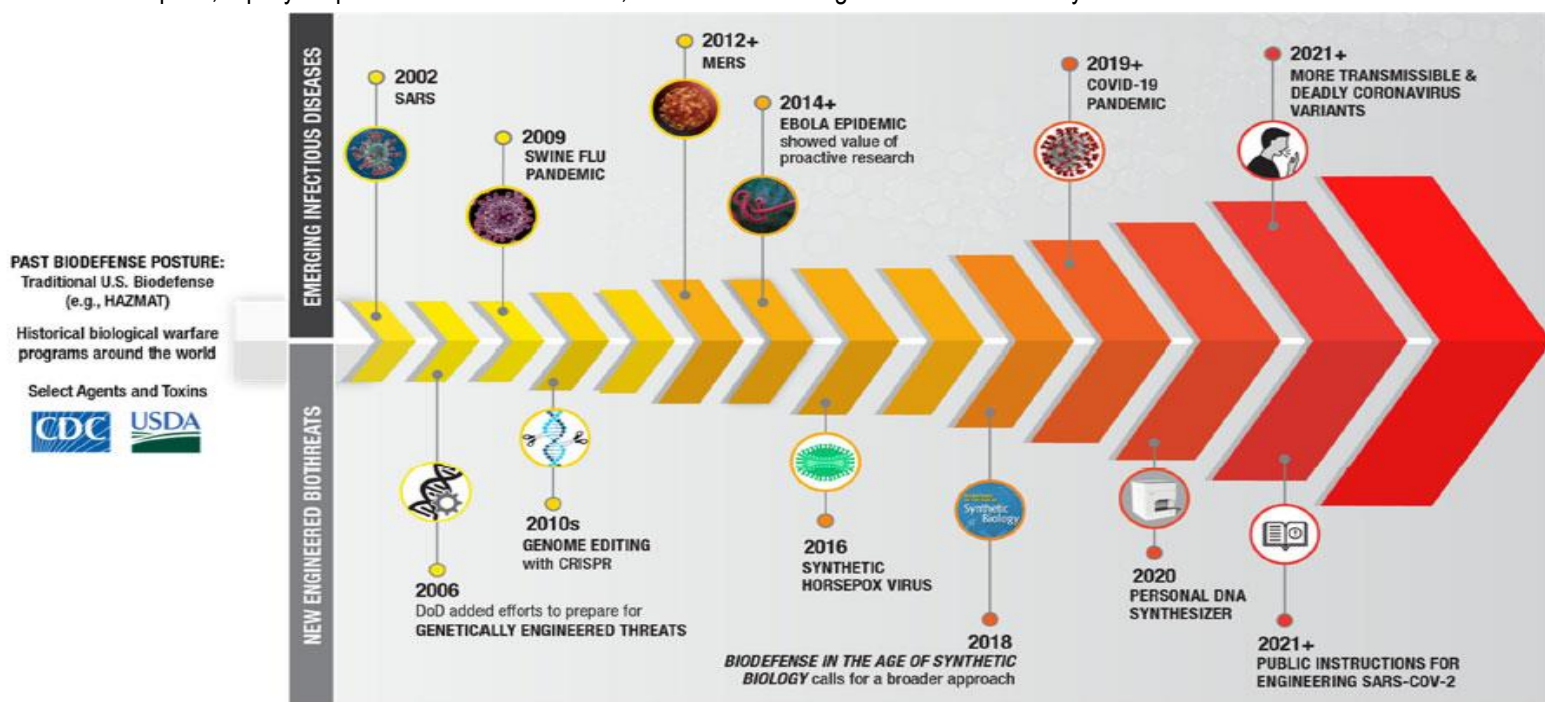 PAST BIODEFENSE POSTURE:
Traditional U.S. Biodefense
(e.g., HAZMAT)
Historical biological warfare
programs around the world
Select Agents and Toxins
CDC
USDA
EMERGING INFECTIOUS DISEASES
2002
SARS
2009
SWINE FLU
PANDEMIC
2012+
MERS
2014+
EBOLA EPIDEMIC
showed value of
proactive research
2019+
COVID-19
PANDEMIC
2021+
MORE TRANSMISSIBLE &
DEADLY CORONAVIRUS
VARIANTS
NEW ENGINEERED BIOTHREATS
2006
DoD added efforts to prepare for
GENETICALLY ENGINEERED THREATS
2010s
GENOME EDITING
with CRISPR
2016
SYNTHETIC
HORSEPOX VIRUS
Synthetic
Biology
2018
BIODEFENSE IN THE AGE OF SYNTHETIC
BIOLOGY calls for a broader approach
2020
PERSONAL DNA
SYNTHESIZER
2021+
PUBLIC INSTRUCTIONS FOR
ENGINEERING SARS-COV-2